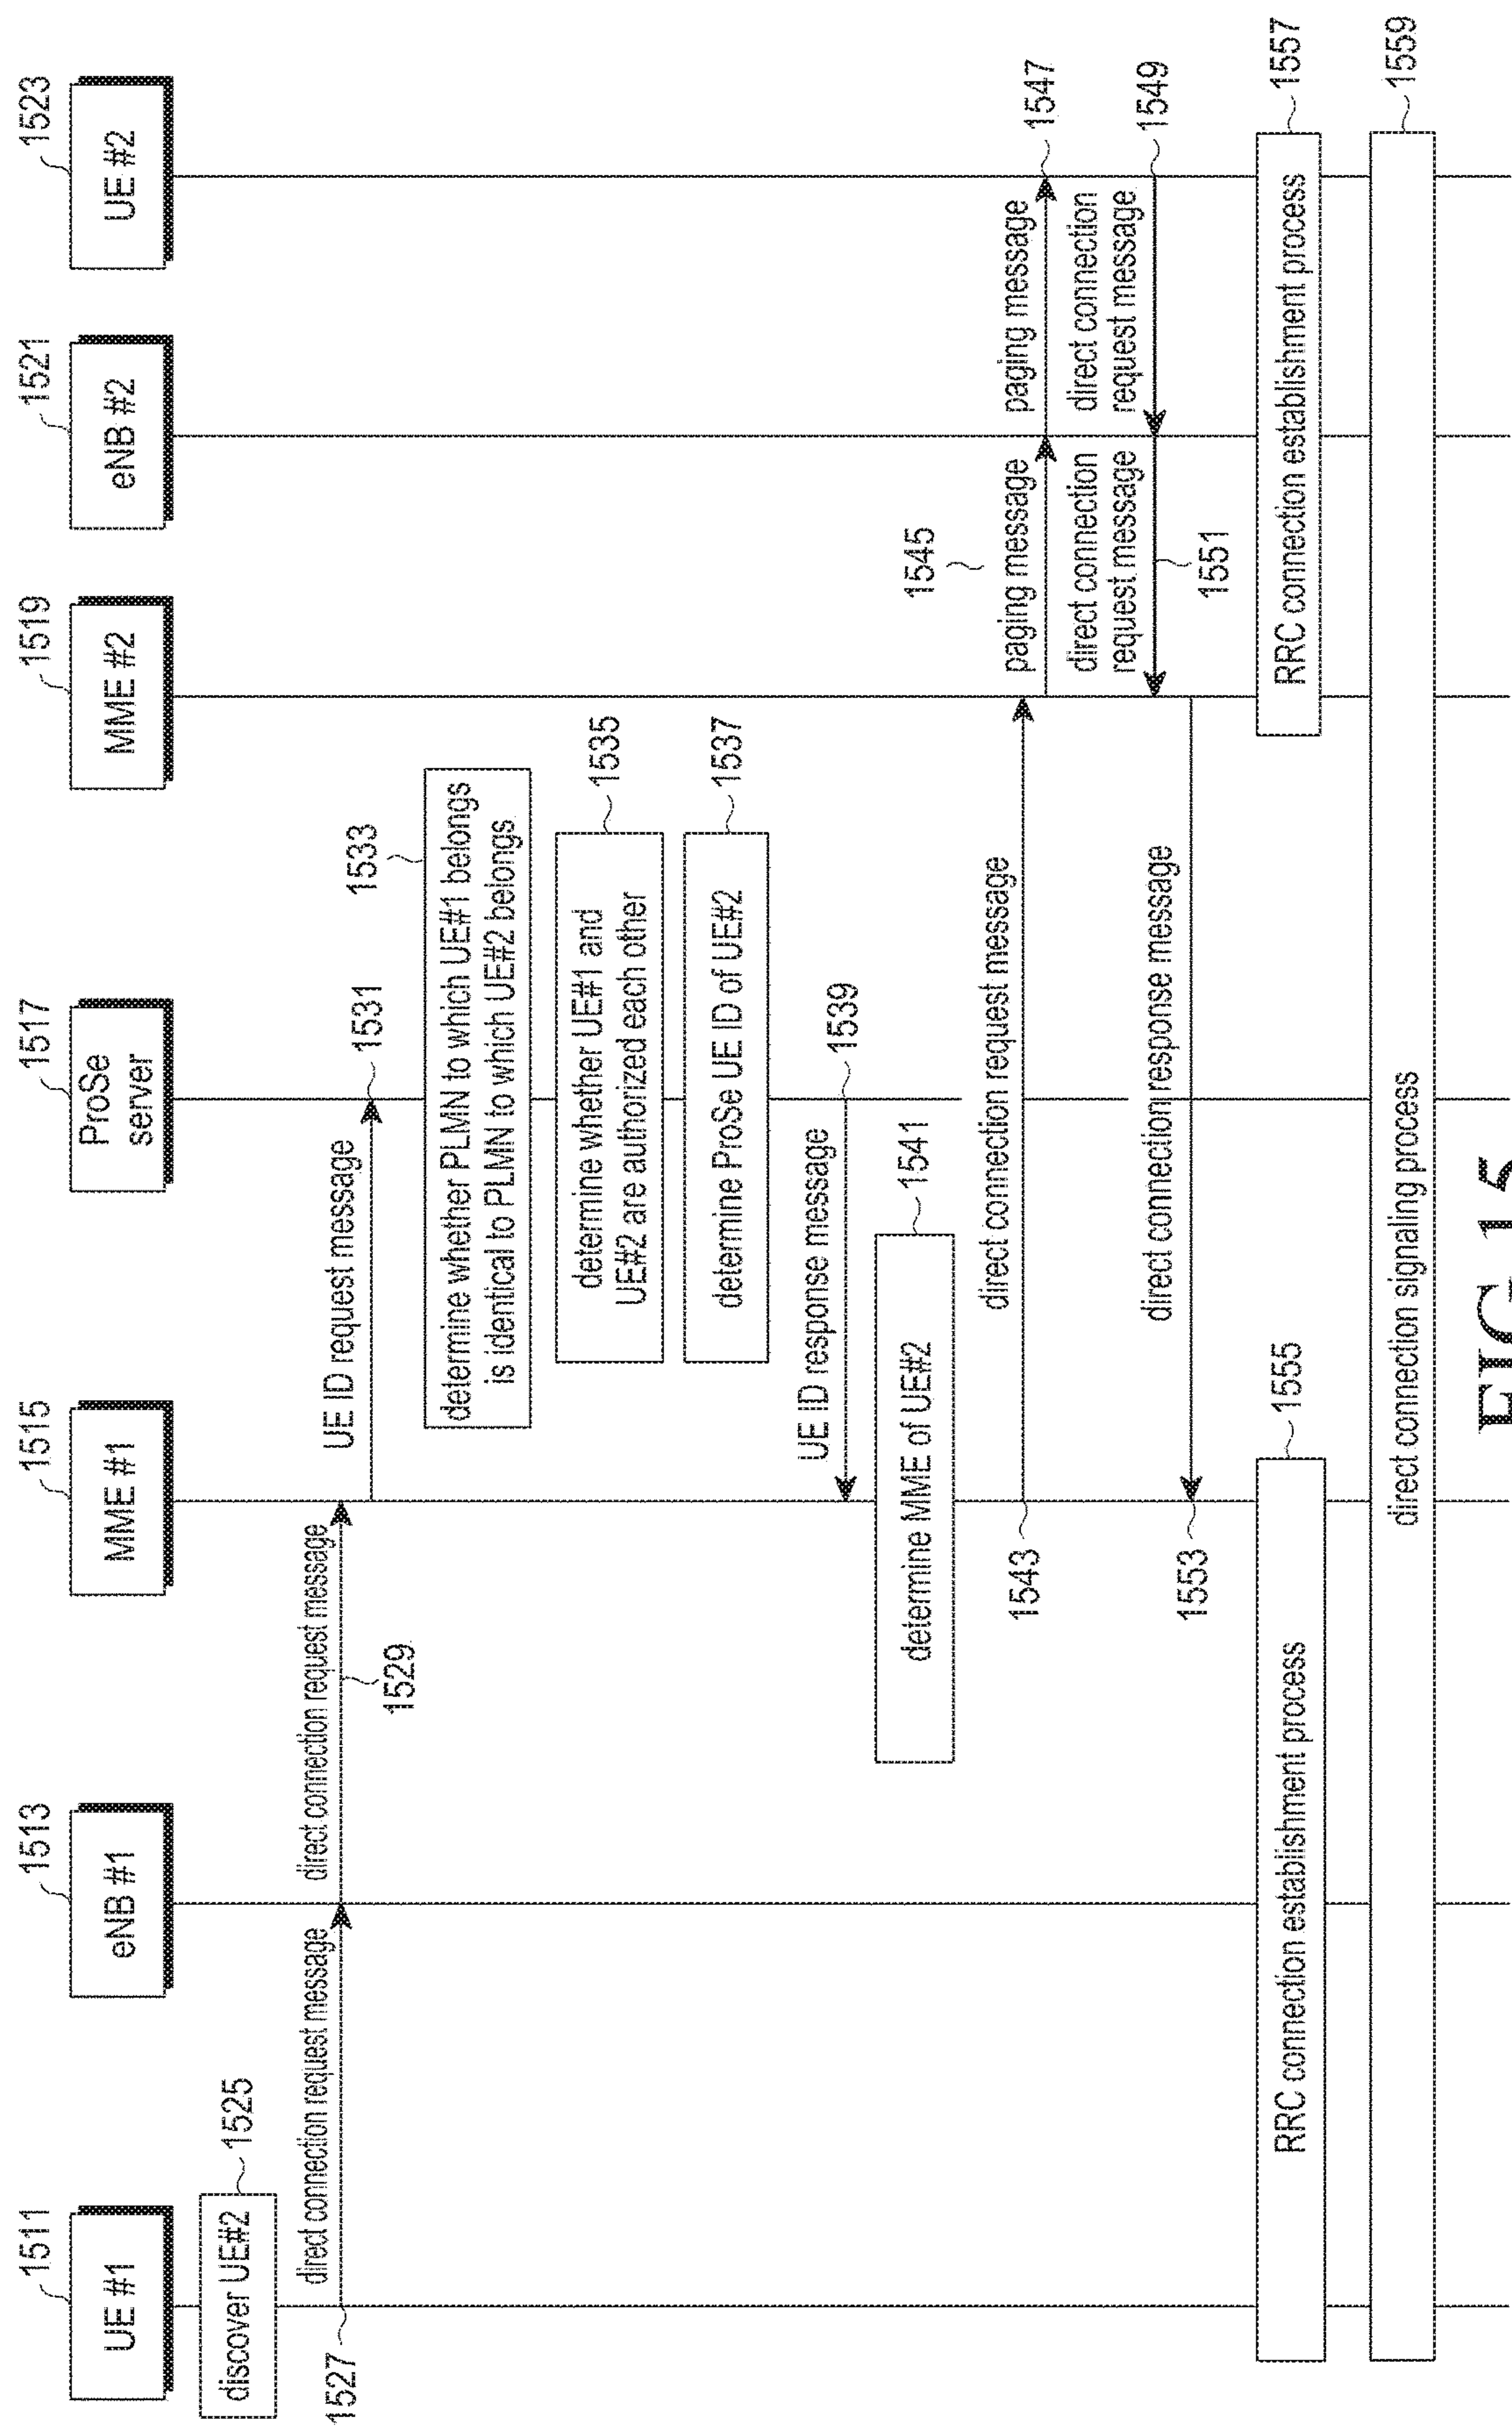 1511
1513
1515
1517
1519
1521
1523
UE #1
eNB #1
MME #1
ProSe
server
MME #2
eNB #2
UE #2
discover UE#2
1525
direct connection request message
1527
direct connection request message
1529
UE ID request message
1531
1533
determine whether PLMN to which UE#1 belongs
is identical to PLMN to which UE#2 belongs
determine whether UE#1 and
UE#2 are authorized each other
1535
determine ProSe UE ID of UE#2
1537
UE ID response message
1539
determine MME of UE#2
1541
direct connection request message
1543
1545
paging message
paging message
1547
direct connection
request message
1549
direct connection
request message
1551
direct connection response message
1553
RRC connection establishment process
1555
RRC connection establishment process
1557
direct connection signaling process
1559
FIG. 15